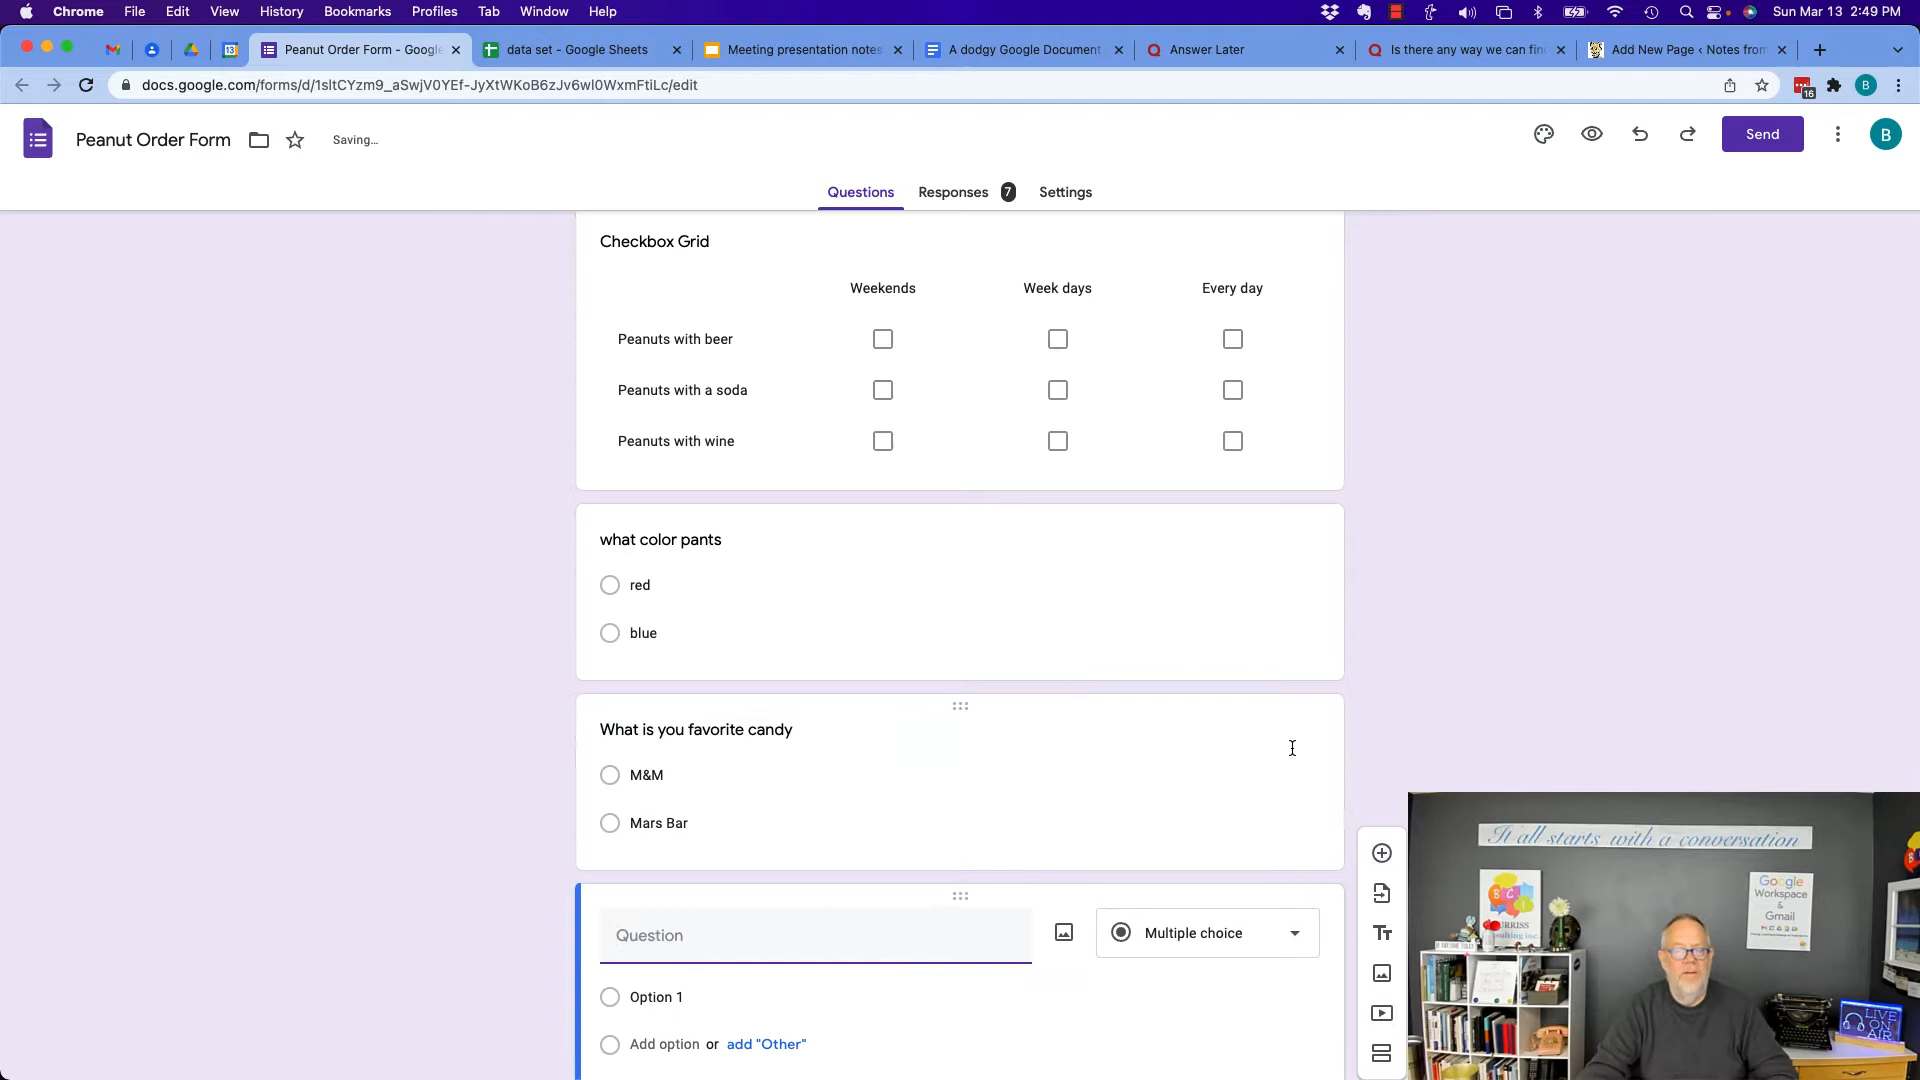 Chrome File Edit View History Bookmarks Profiles Tab Window Help Sun Mar 13 2:49 PM
Peanut Order Form - Google data set - Google Sheets Meeting presentation notes A dodgy Google Document Answer Later Is there any way we can fin Add New Page ‹ Notes from
docs.google.com/forms/d/1sltCYzm9_aSwjV0YEf-JyXtWKoB6zJv6wl0WxmFtiLc/edit
16
B
Peanut Order Form Saving...
Send
B
Questions Responses 7 Settings
Checkbox Grid
Weekends Week days Every day
Peanuts with beer
Peanuts with a soda
Peanuts with wine
what color pants
red
blue
What is you favorite candy
M&M
Mars Bar
Question
Multiple choice
Option 1
Add option or add "Other"
It all starts with a conversation
Google
Workspace
&
Gmail
LIVE
ON
AIR